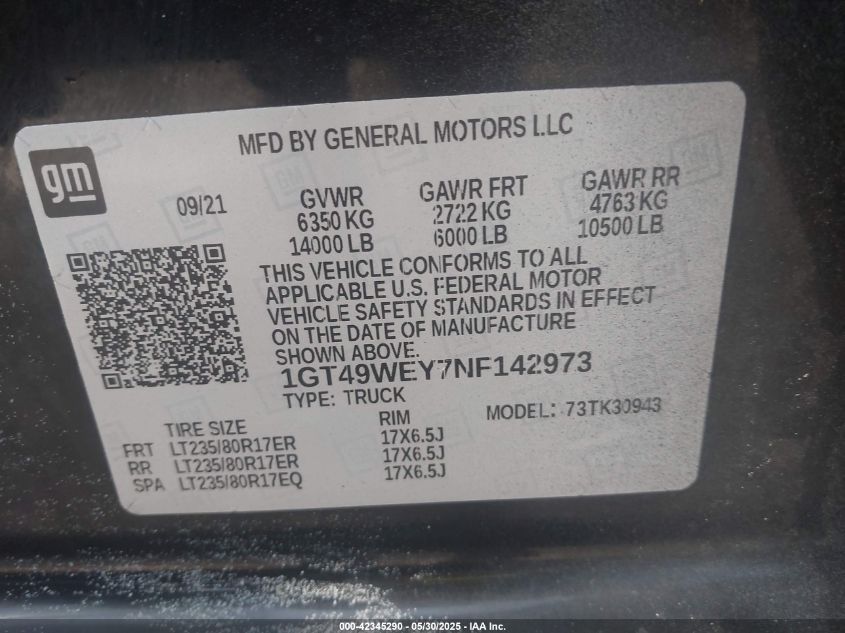 MFD BY GENERAL MOTORS LLC
gm
09/21
GVWR GAWR FRT GAWR RR
6350 KG 2722 KG 4763 KG
14000 LB 6000 LB 10500 LB
THIS VEHICLE CONFORMS TO ALL
APPLICABLE U.S. FEDERAL MOTOR
VEHICLE SAFETY STANDARDS IN EFFECT
ON THE DATE OF MANUFACTURE
SHOWN ABOVE.
1GT49WEY7NF142973
TYPE: TRUCK
MODEL: 73TK30943
TIRE SIZE RIM
FRT LT235/80R17ER 17X6.5J
RR LT235/80R17ER 17X6.5J
SPA LT235/80R17EQ 17X6.5J
000-42345290 - 05/30/2025 - IAA Inc.